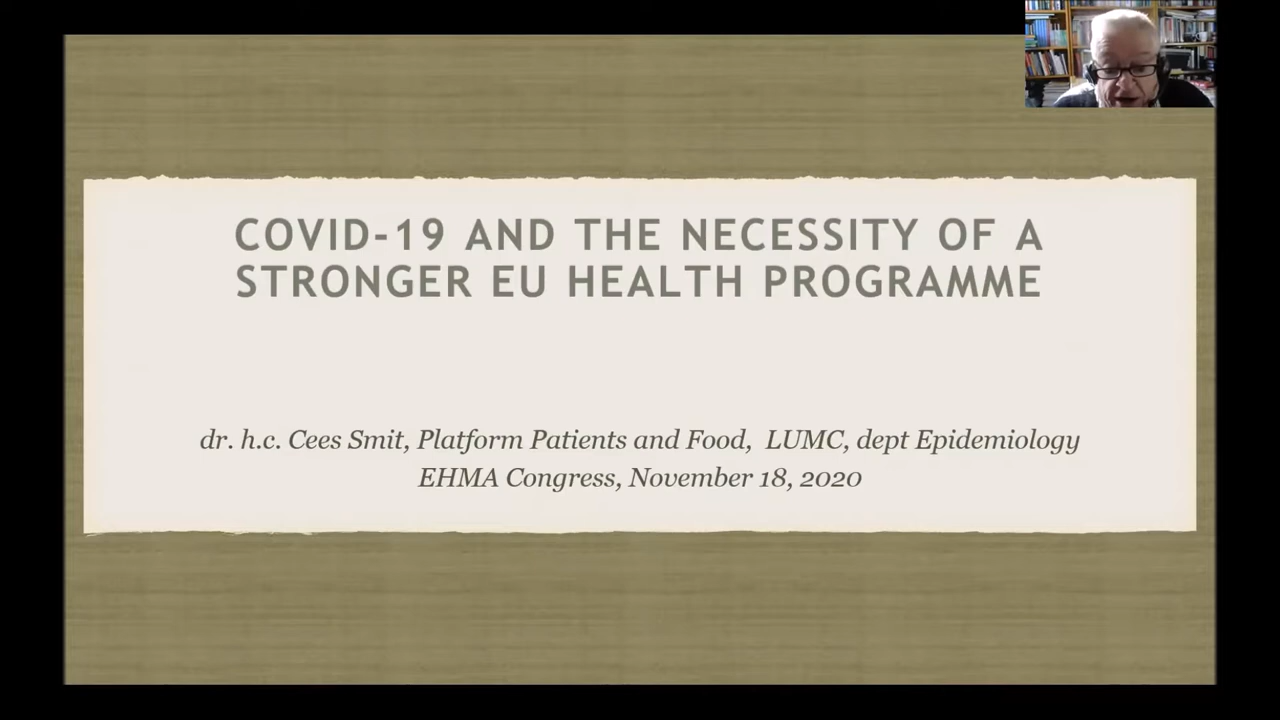 COVID-19 AND THE NECESSITY OF A
STRONGER EU HEALTH PROGRAMME
dr. h.c. Cees Smit, Platform Patients and Food, LUMC, dept Epidemiology
EHMA Congress, November 18, 2020